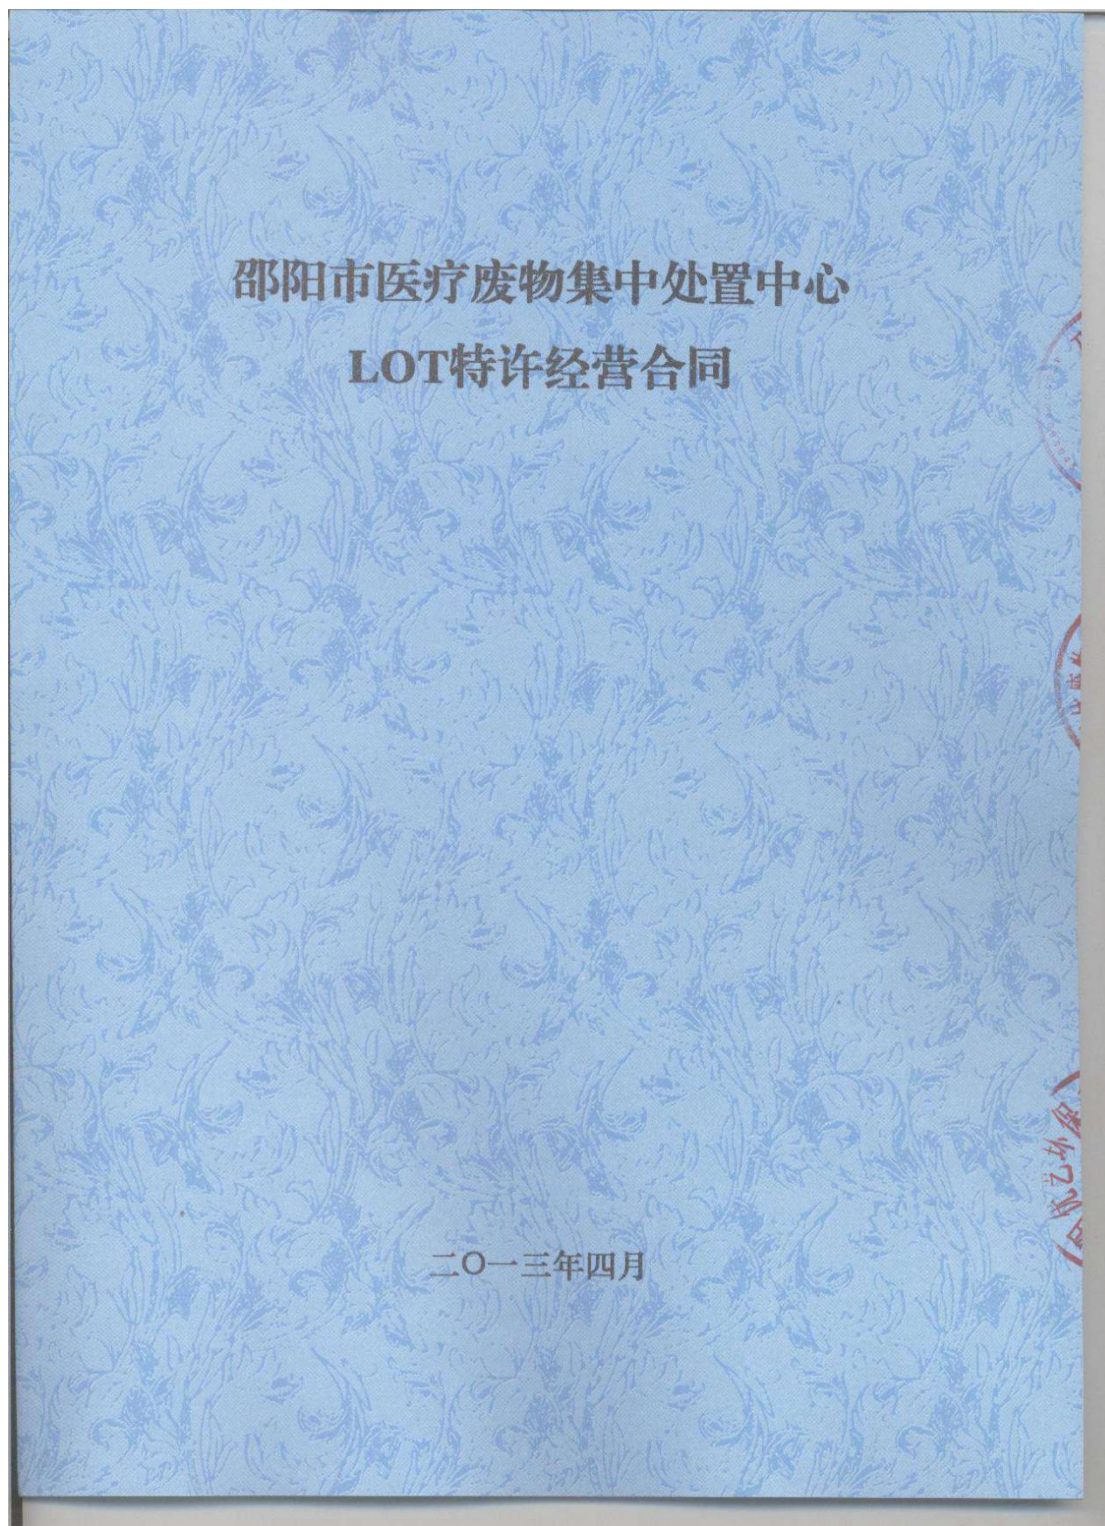 邵阳市医疗废物集中处置中心
LOT特许经营合同
二〇一三年四月